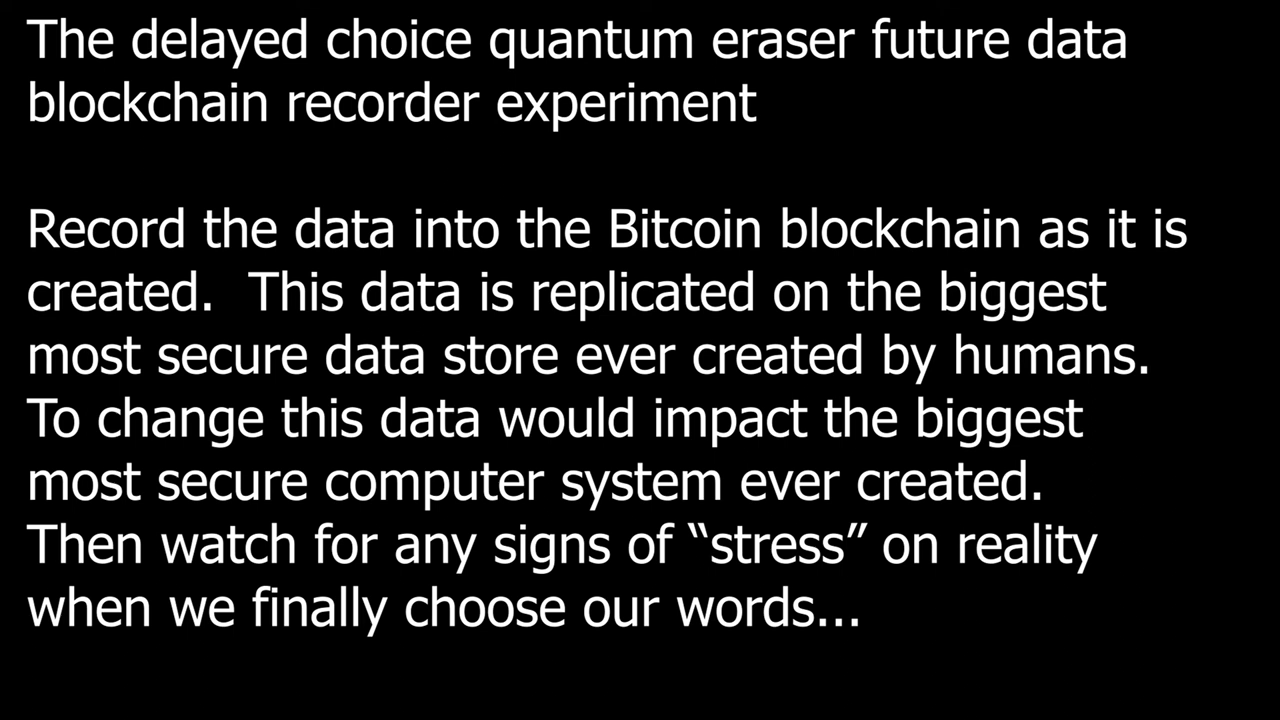 The delayed choice quantum eraser future data
blockchain recorder experiment
Record the data into the Bitcoin blockchain as it is
created.  This data is replicated on the biggest
most secure data store ever created by humans.
To change this data would impact the biggest
most secure computer system ever created.
Then watch for any signs of “stress” on reality
when we finally choose our words...